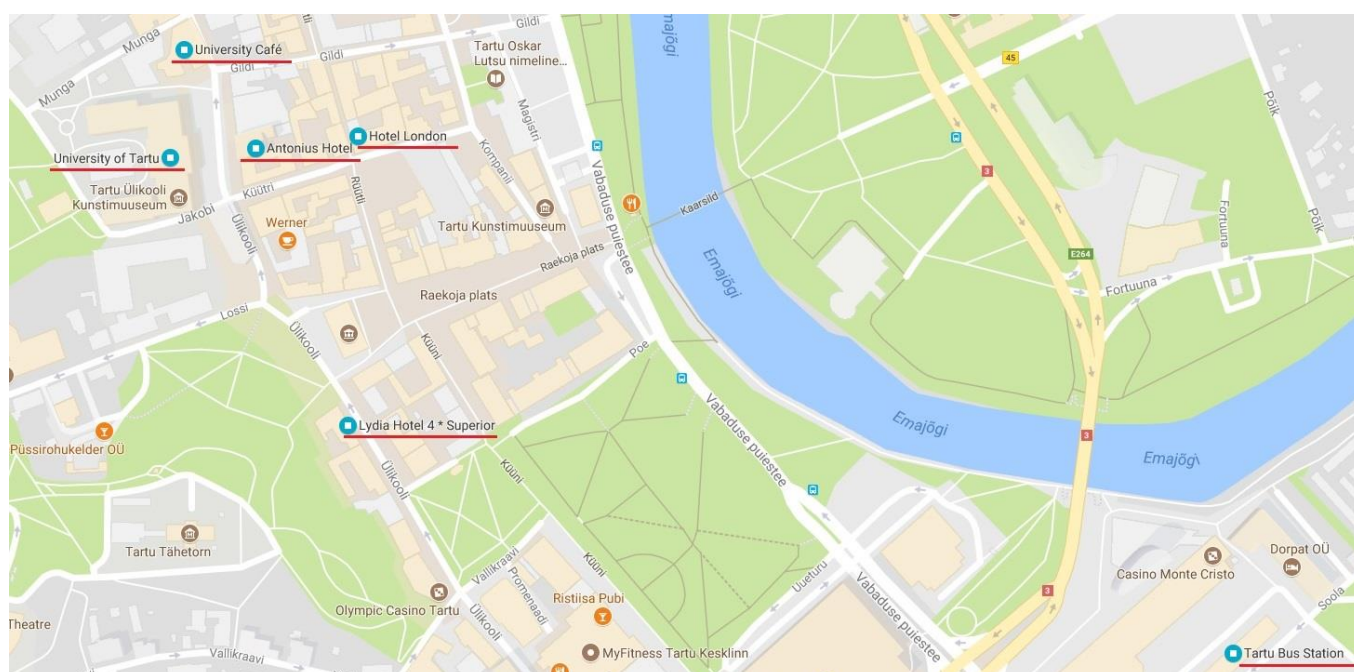 Munga
University Café
Gildi
Gildi
Tartu Oskar
Lutsu nimeline...
Emajõgi
45
Põik
Munga
Magistri
Hotel London
Antonius Hotel
University of Tartu
Kompanii
Vabaduse puiestee
3
Tartu Ülikooli
Kunstimuuseum
Küütri
Rüütli
Jakobi
Ülikooli
Werner
Tartu Kunstimuuseum
Kaarsild
Fortuuna
Põik
Raekoja plats
Emajõgi
E264
Fortuuna
Raekoja plats
Lossi
Ülikooli
Küüni
Poe
Vabaduse puiestee
Lydia Hotel 4 * Superior
Emajõgi
3
Püssirohukelder OÜ
Ülikooli
Küüni
Emajõgi
Tartu Tähetorn
Vallikraavi
Küüni
Uueturu
Vabaduse puiestee
Casino Monte Cristo
Dorpat OÜ
Promenaadi
Olympic Casino Tartu
Ristiisa Pubi
3
Soola
Theatre
Ülikooli
MyFitness Tartu Kesklinn
Tartu Bus Station
Vallikraavi